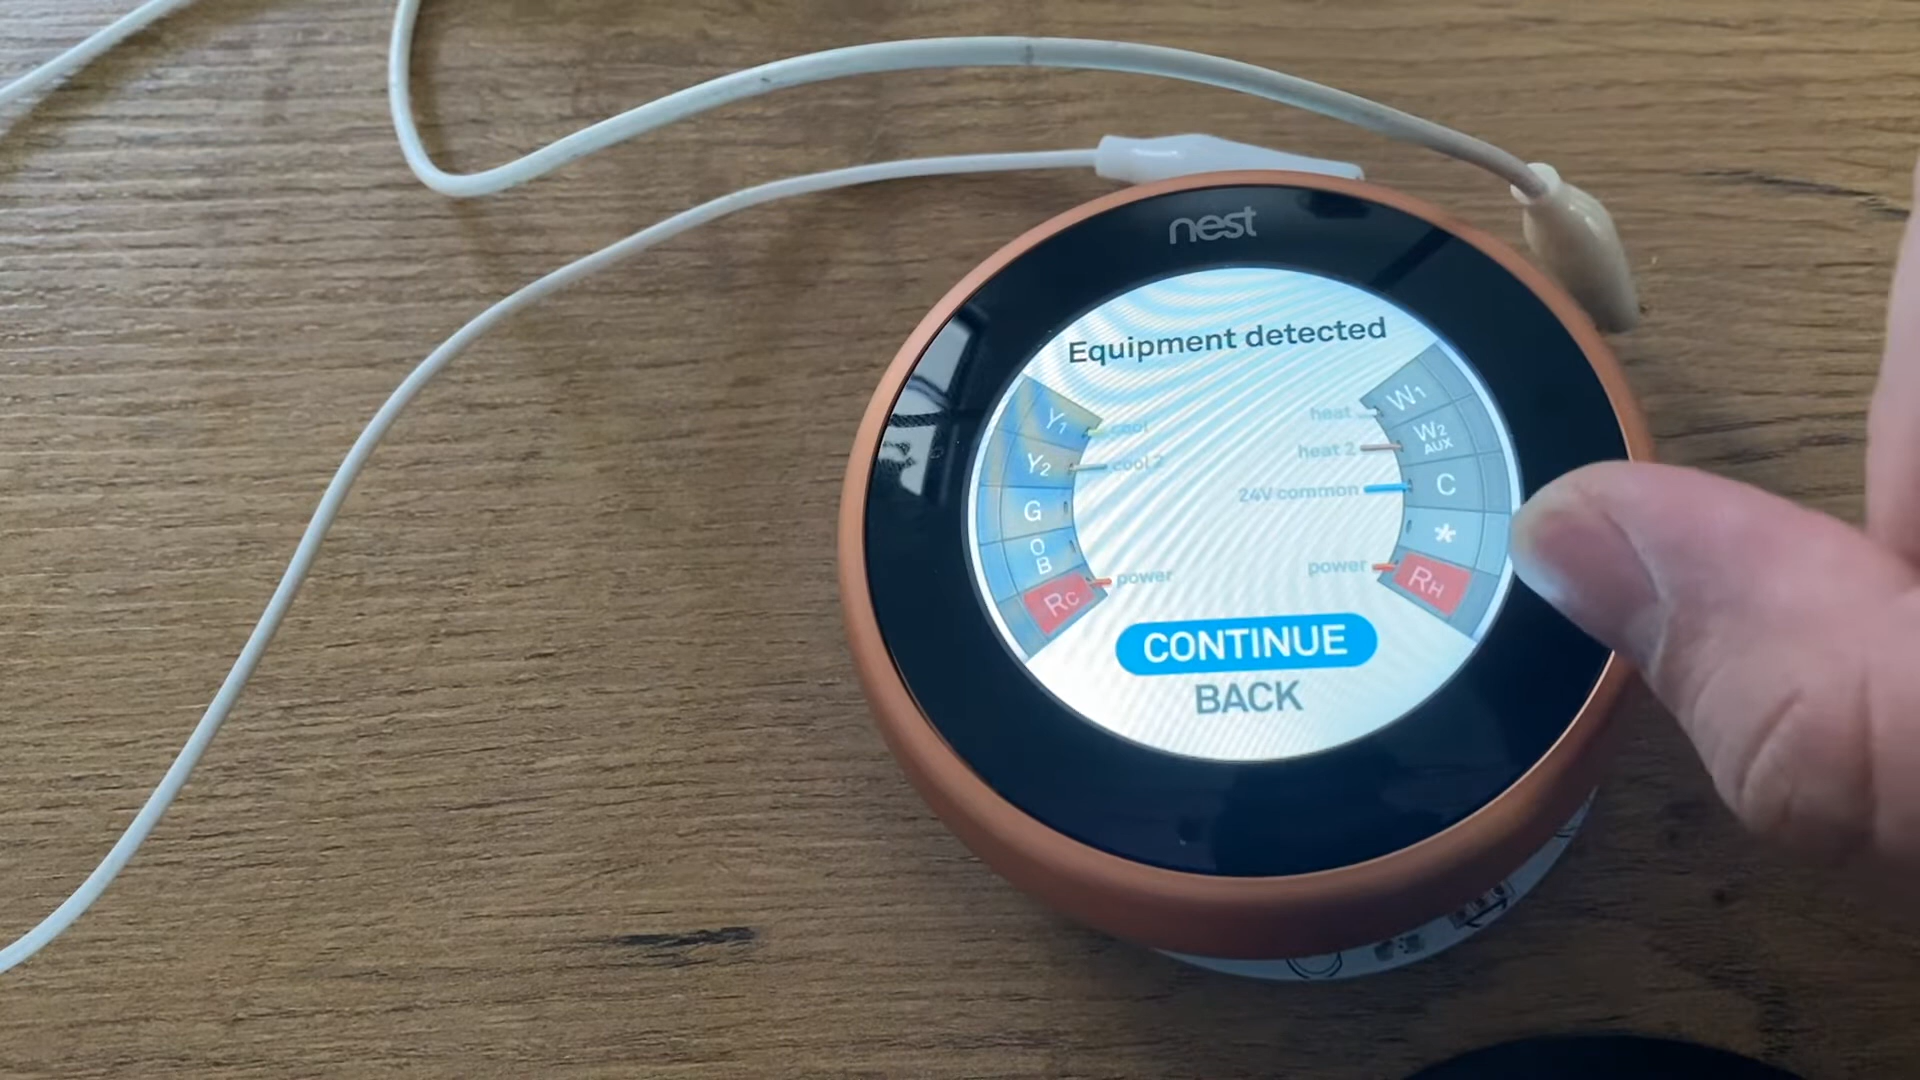 nest
Equipment detected
Y1 cool
Y2 cool 2
G
O
B
RC power
heat W1
heat 2 W2
AUX
24V common C
*
power RH
CONTINUE
BACK